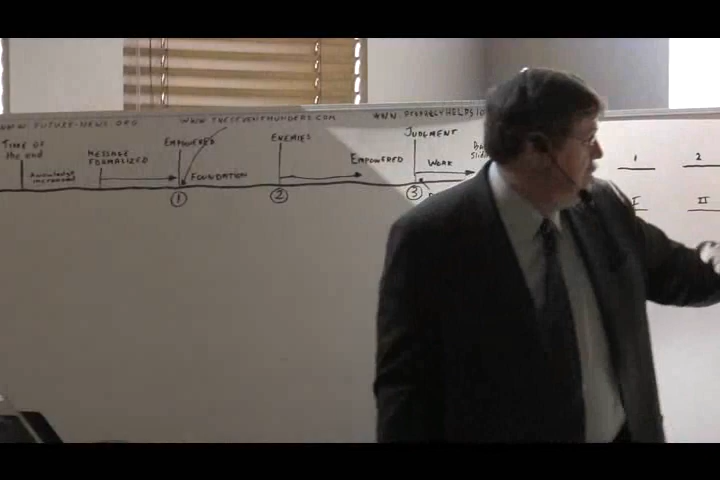 WWW.FUTURE-NEWS.ORG
WWW.THESEVENTHUNDERS.COM
TIME OF
the end
KNOWLEDGE
increased
MESSAGE
FORMALIZED
EMPOWERED
FOUNDATION
ENEMIES
EMPOWERED
JUDGMENT
WORK
1
2
I
II
1
2
3